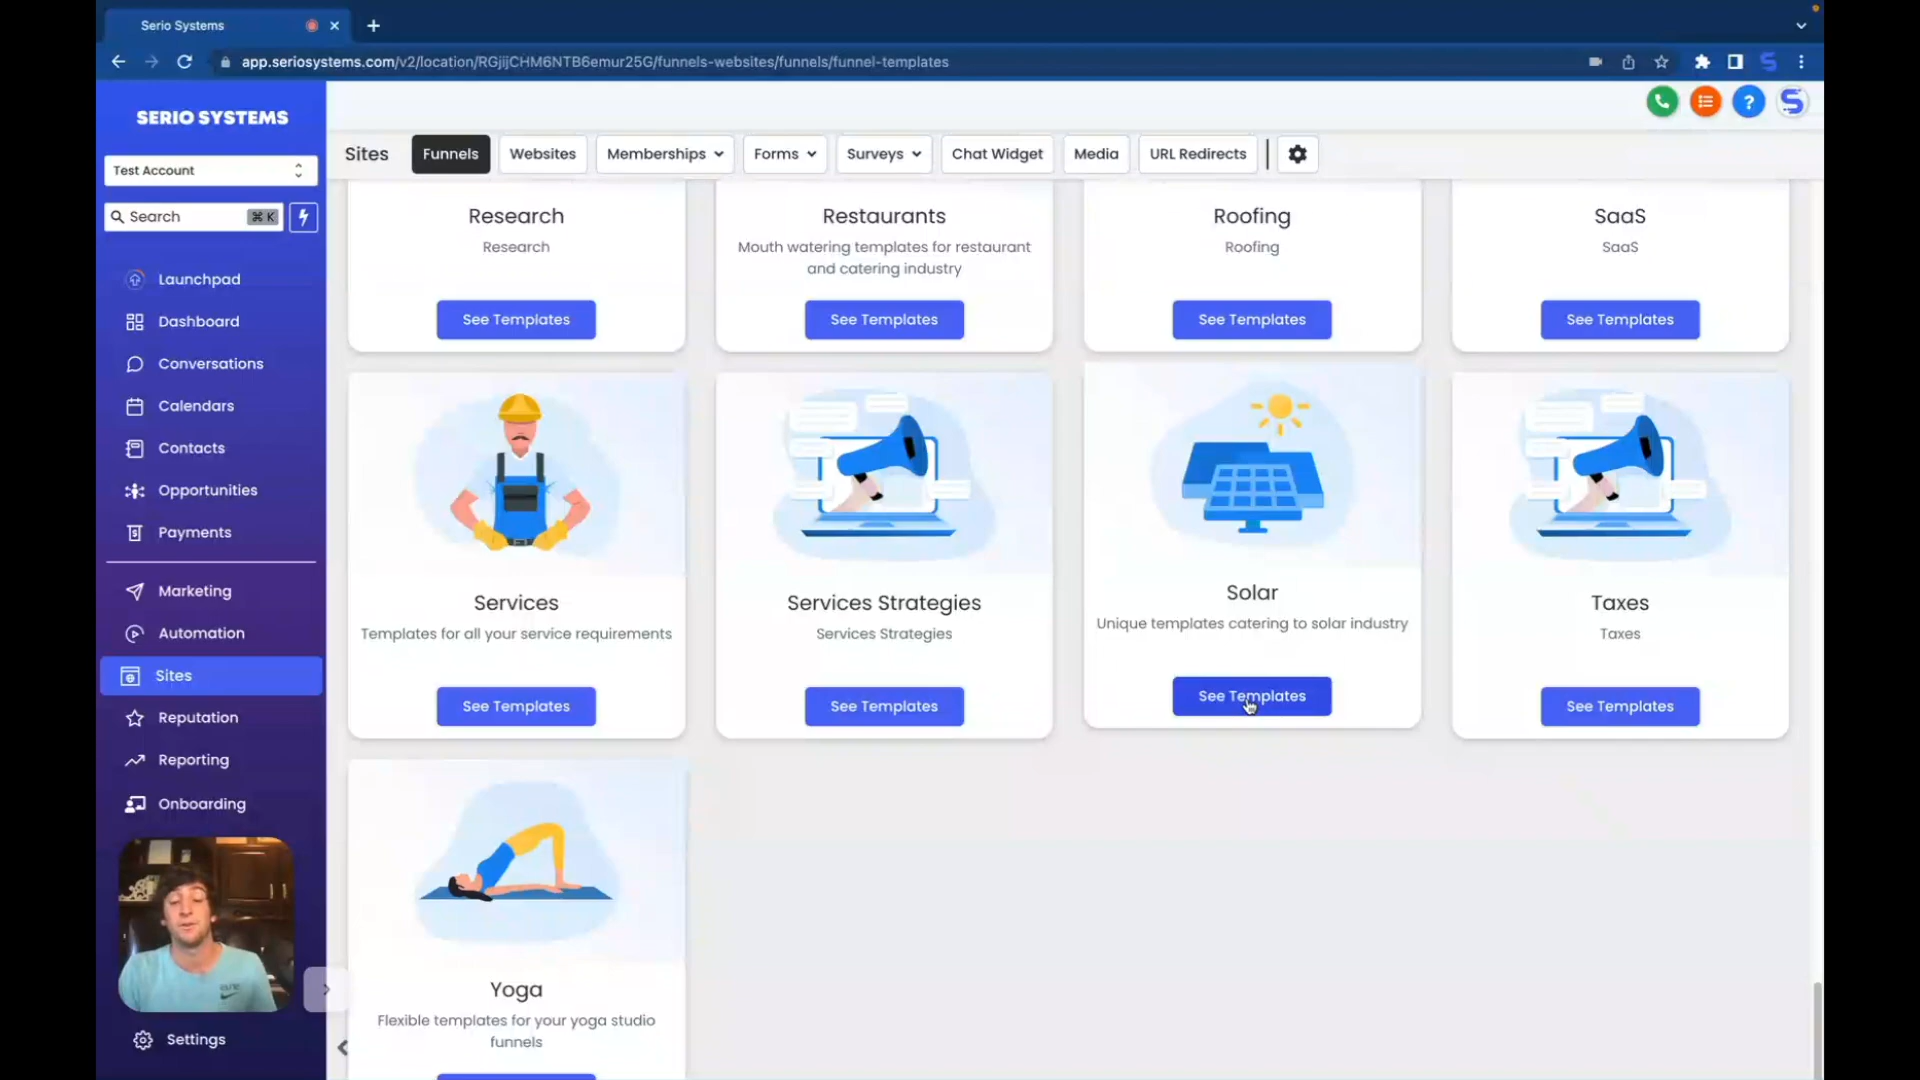 Serio Systems
app.seriosystems.com/v2/location/RGjijCHM6NTB6emur25G/funnels-websites/funnels/funnel-templates
SERIO SYSTEMS
Test Account
Search ⌘ K
Launchpad
Dashboard
Conversations
Calendars
Contacts
Opportunities
Payments
Marketing
Automation
Sites
Reputation
Reporting
Onboarding
Settings
Sites Funnels Websites Memberships Forms Surveys Chat Widget Media URL Redirects
Research
Research
See Templates
Restaurants
Mouth watering templates for restaurant
and catering industry
See Templates
Roofing
Roofing
See Templates
SaaS
SaaS
See Templates
Services
Templates for all your service requirements
See Templates
Services Strategies
Services Strategies
See Templates
Solar
Unique templates catering to solar industry
See Templates
Taxes
Taxes
See Templates
Yoga
Flexible templates for your yoga studio
funnels